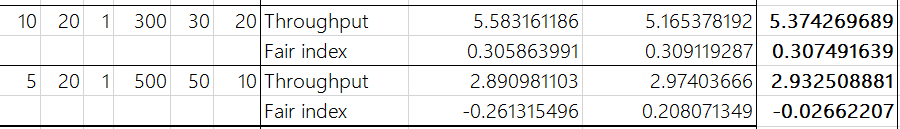 10 20 1 300 30 20 Throughput 5.583161186 5.165378192 5.374269689
Fair index 0.305863991 0.309119287 0.307491639
5 20 1 500 50 10 Throughput 2.890981103 2.97403666 2.932508881
Fair index -0.261315496 0.208071349 -0.02662207